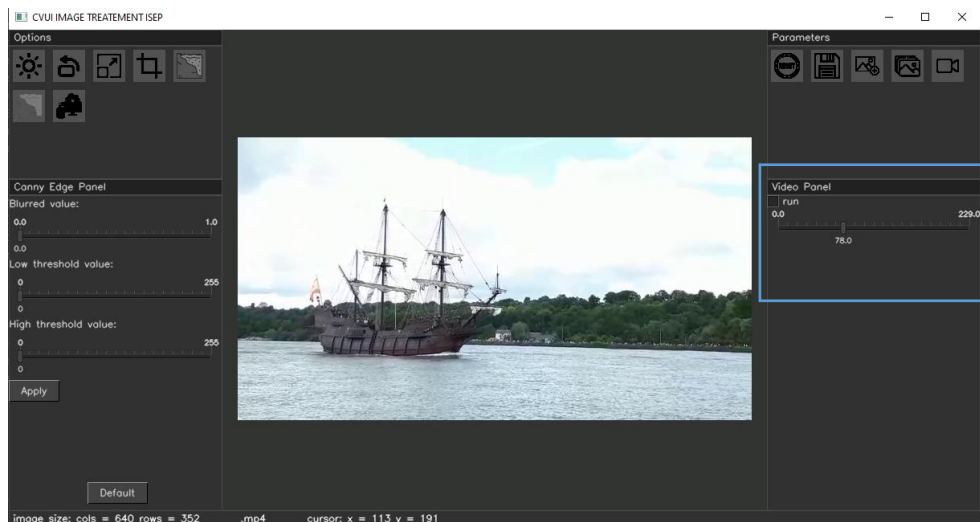 CVUI IMAGE TREATEMENT ISEP
Options
Parameters
RESET
Canny Edge Panel
Blurred value:
0.0 1.0
0.0
Low threshold value:
0 255
0
High threshold value:
0 255
0
Apply
Default
Video Panel
run
0.0 229.0
78.0
image size: cols = 640 rows = 352 .mp4 cursor: x = 113 y = 191